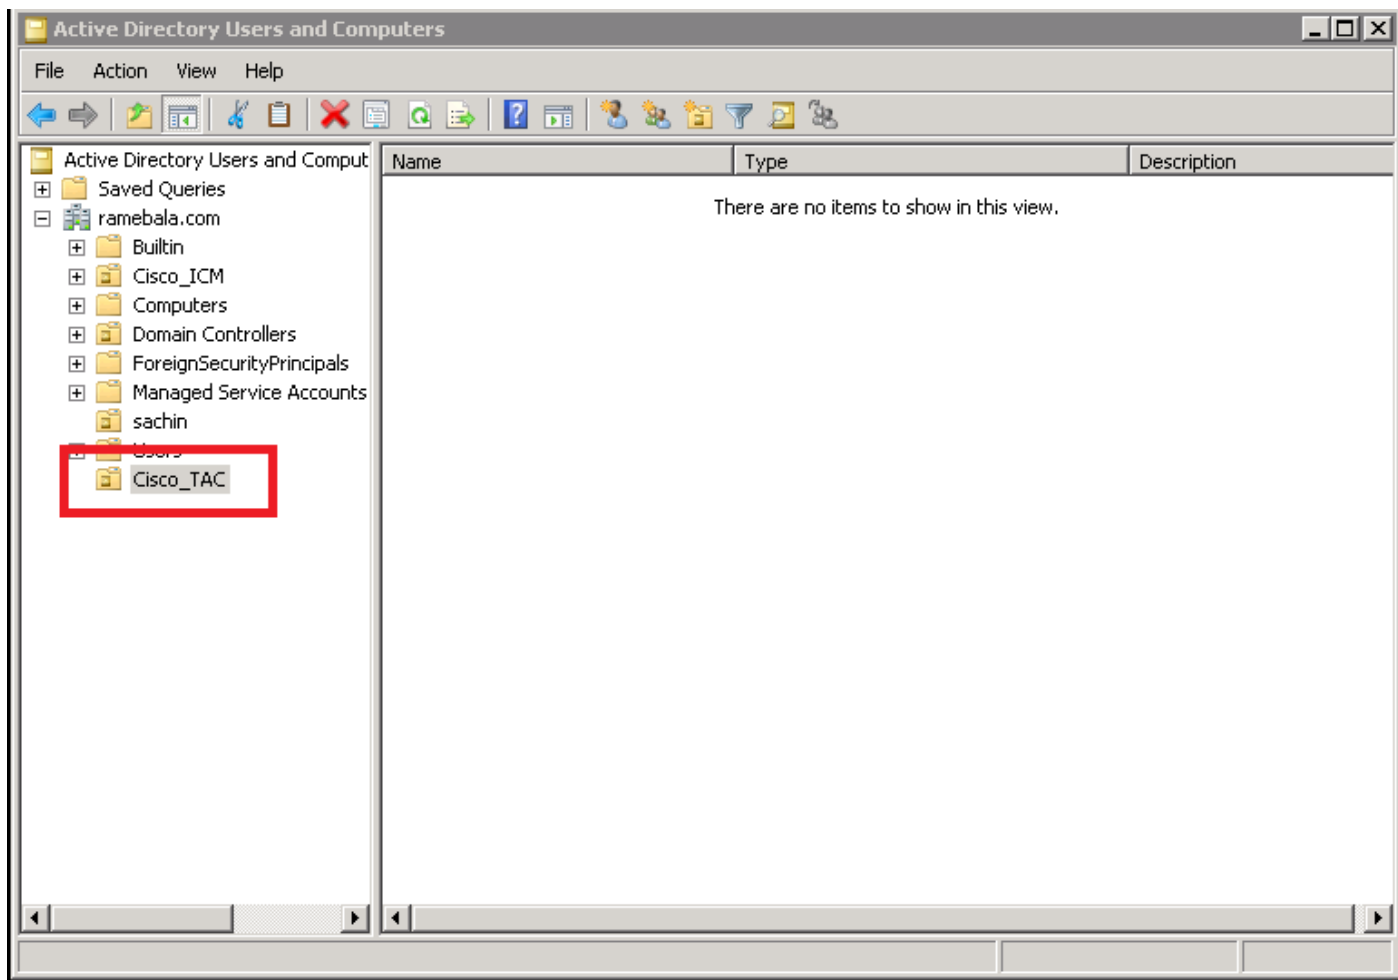 Active Directory Users and Computers
File Action View Help
Active Directory Users and Comput
Name Type Description
Saved Queries
There are no items to show in this view.
ramebala.com
Builtin
Cisco_ICM
Computers
Domain Controllers
ForeignSecurityPrincipals
Managed Service Accounts
sachin
Users
Cisco_TAC